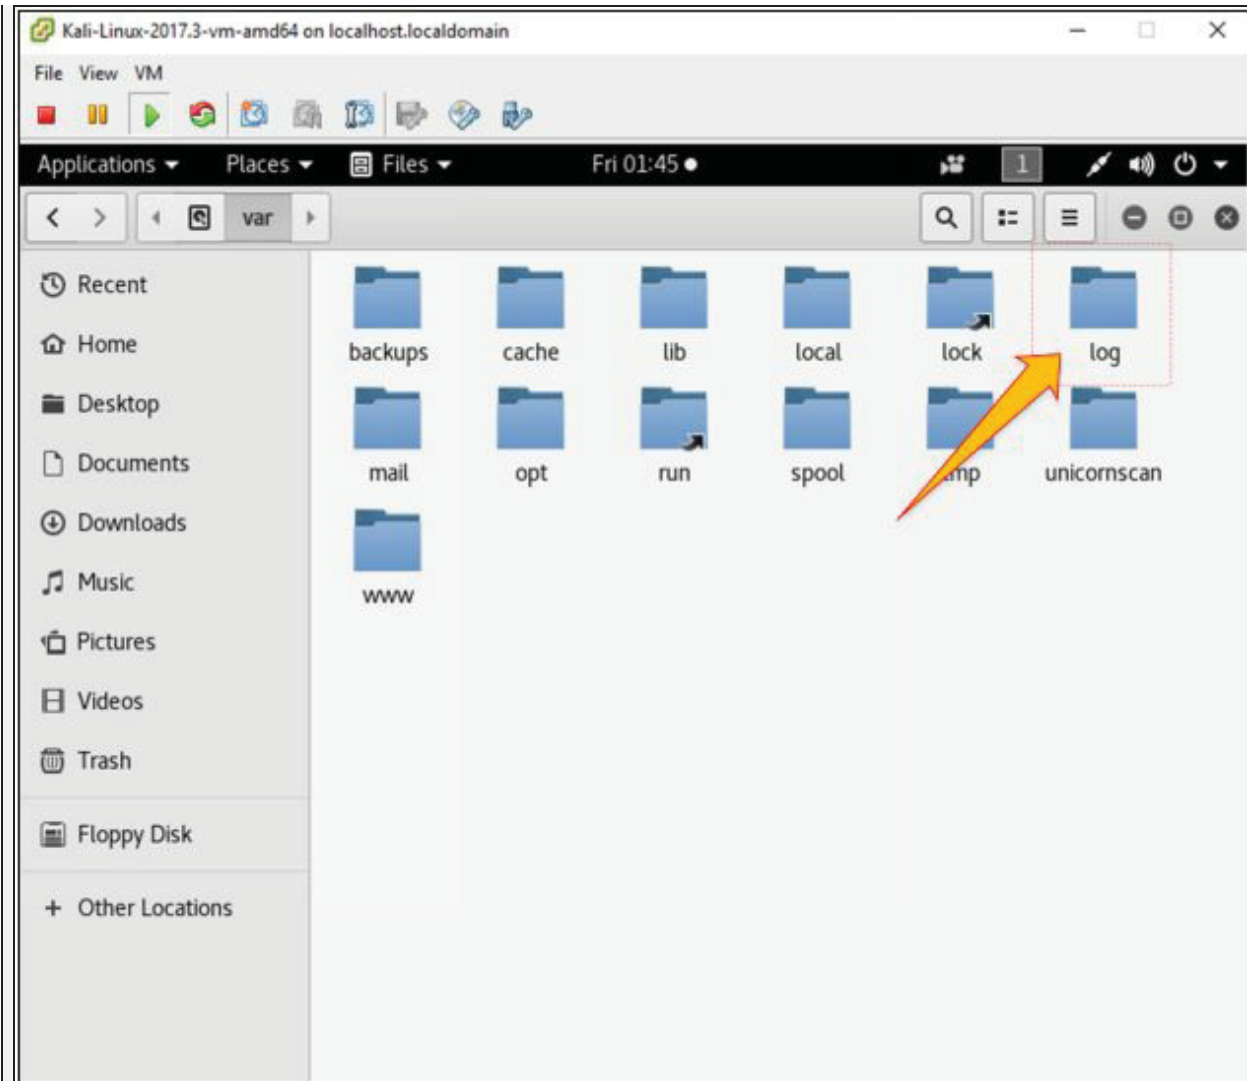 Kali-Linux-2017.3-vm-amd64 on localhost.localdomain
File View VM
Applications Places Files Fri 01:45 1
var
Recent
Home
Desktop
Documents
Downloads
Music
Pictures
Videos
Trash
Floppy Disk
+ Other Locations
backups cache lib local lock log
mail opt run spool unicornscan
www